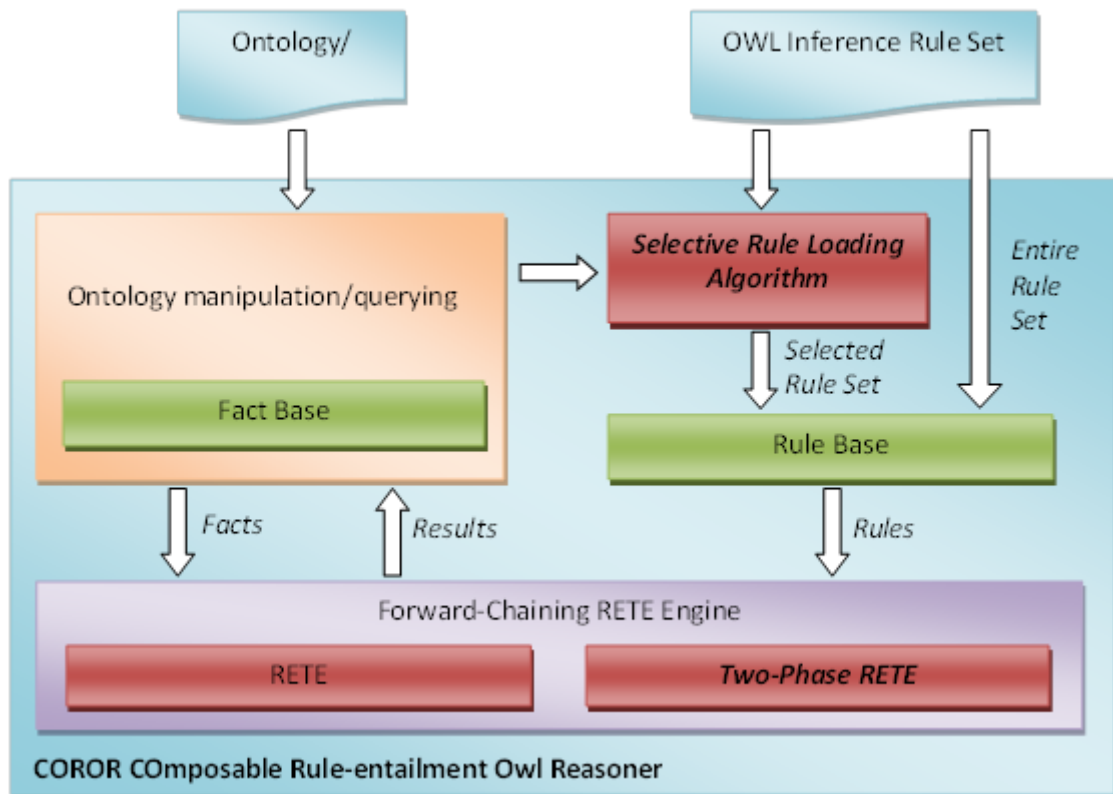 Ontology/
OWL Inference Rule Set
Selective Rule Loading
Algorithm
Entire
Rule
Set
Ontology manipulation/querying
Selected
Rule Set
Fact Base
Rule Base
Facts
Results
Rules
Forward-Chaining RETE Engine
RETE
Two-Phase RETE
COROR COmposable Rule-entailment Owl Reasoner